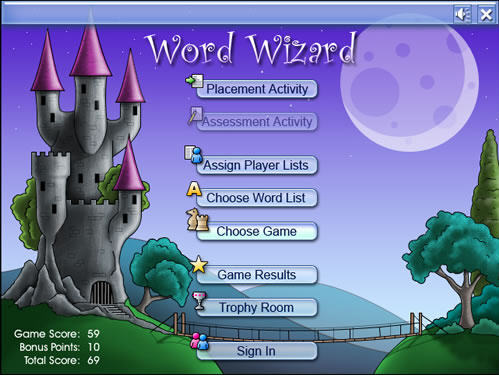 Word Wizard
Placement Activity
Assessment Activity
Assign Player Lists
A
Choose Word List
Choose Game
Game Results
Trophy Room
Sign In
Game Score: 59
Bonus Points: 10
Total Score: 69